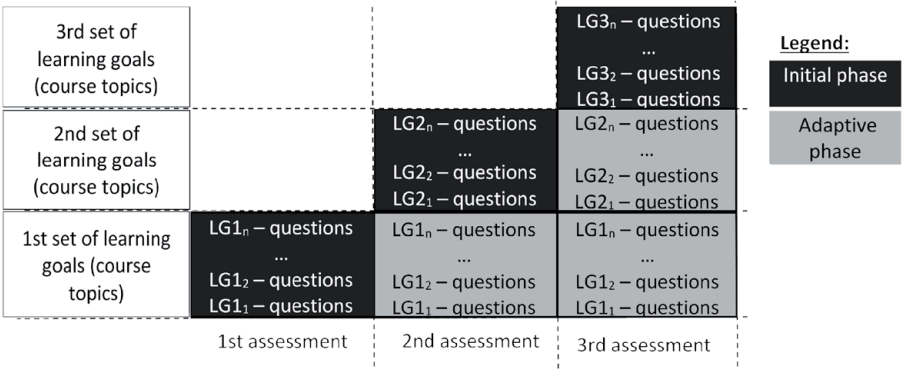 3rd set of
learning goals
(course topics)
LG3ₙ – questions
...
LG3₂ – questions
LG3₁ – questions
Legend:
Initial phase
Adaptive
phase
2nd set of
learning goals
(course topics)
LG2ₙ – questions
...
LG2₂ – questions
LG2₁ – questions
LG2ₙ – questions
...
LG2₂ – questions
LG2₁ – questions
1st set of learning
goals (course
topics)
LG1ₙ – questions
...
LG1₂ – questions
LG1₁ – questions
LG1ₙ – questions
...
LG1₂ – questions
LG1₁ – questions
LG1ₙ – questions
...
LG1₂ – questions
LG1₁ – questions
1st assessment
2nd assessment
3rd assessment